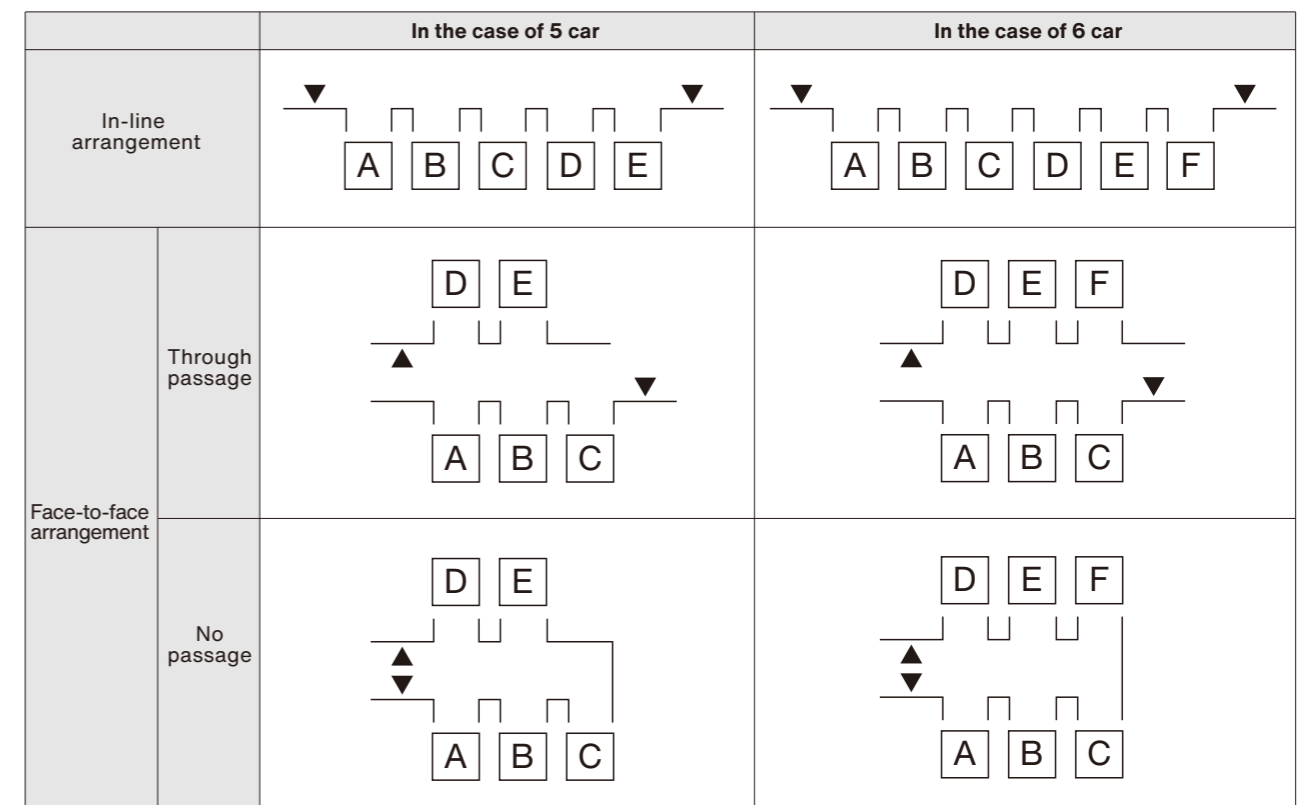 In the case of 5 car
In the case of 6 car
In-line
arrangement
A B C D E
A B C D E F
Face-to-face
arrangement
Through
passage
D E
A B C
D E F
A B C
No
passage
D E
A B C
D E F
A B C